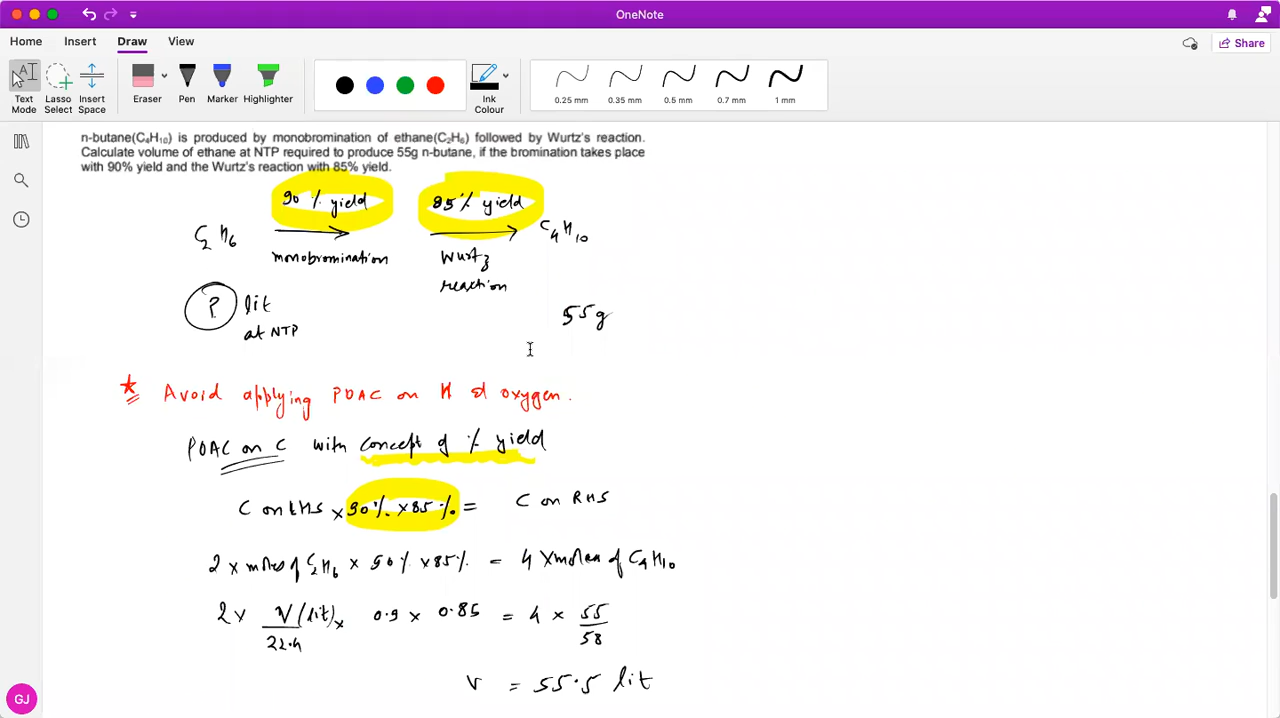 OneNote
Home Insert Draw View
Share
Text Mode
Lasso Select
Insert Space
Eraser
Pen
Marker
Highlighter
Ink Colour
0.25 mm 0.35 mm 0.5 mm 0.7 mm 1 mm
n-butane(C₄H₁₀) is produced by monobromination of ethane(C₂H₆) followed by Wurtz's reaction.
Calculate volume of ethane at NTP required to produce 55g n-butane, if the bromination takes place
with 90% yield and the Wurtz's reaction with 85% yield.
90 % yield 85% yield
C₂H₆ ⟶ ⟶ C₄H₁₀
monobromination Wurtz
reaction
? lit
at NTP
55g
* Avoid applying POAC on H & oxygen.
POAC on C with concept of % yield
C on LHS × 90% × 85% = C on RHS
2 × moles of C₂H₆ × 90% × 85% = 4 × moles of C₄H₁₀
2 × V(lit)/22.4 × 0.9 × 0.85 = 4 × 55/58
V = 55.5 lit
GJ